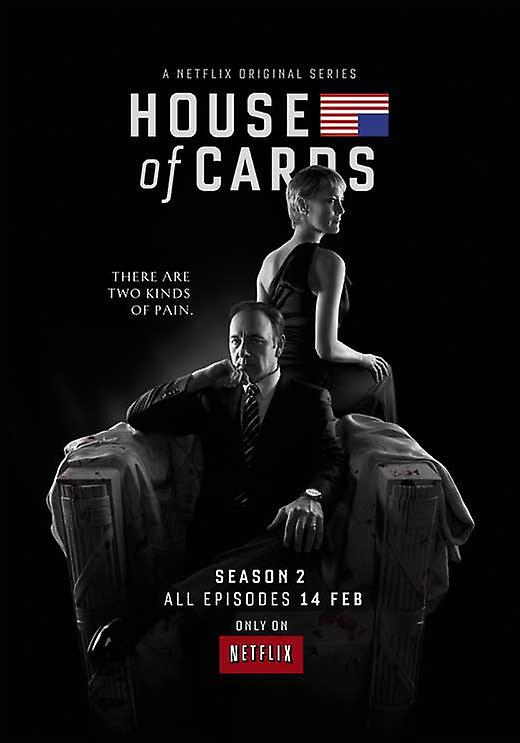 A NETFLIX ORIGINAL SERIES
HOUSE
of CARDS
THERE ARE
TWO KINDS
OF PAIN.
SEASON 2
ALL EPISODES 14 FEB
ONLY ON
NETFLIX